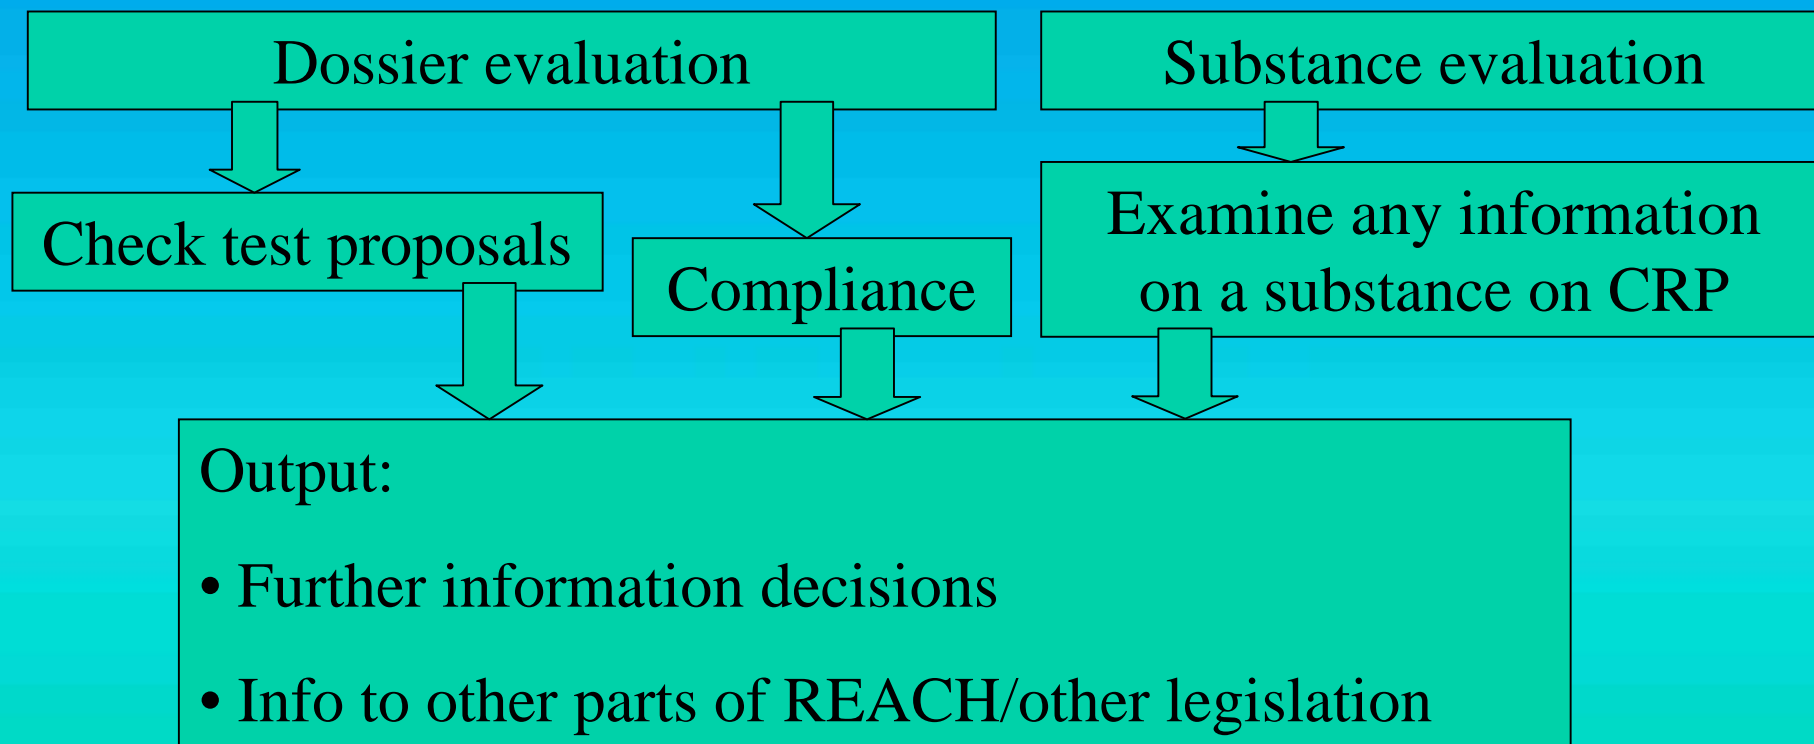 Dossier evaluation
Substance evaluation
Check test proposals
Compliance
Examine any information
on a substance on CRP
Output:
• Further information decisions
• Info to other parts of REACH/other legislation